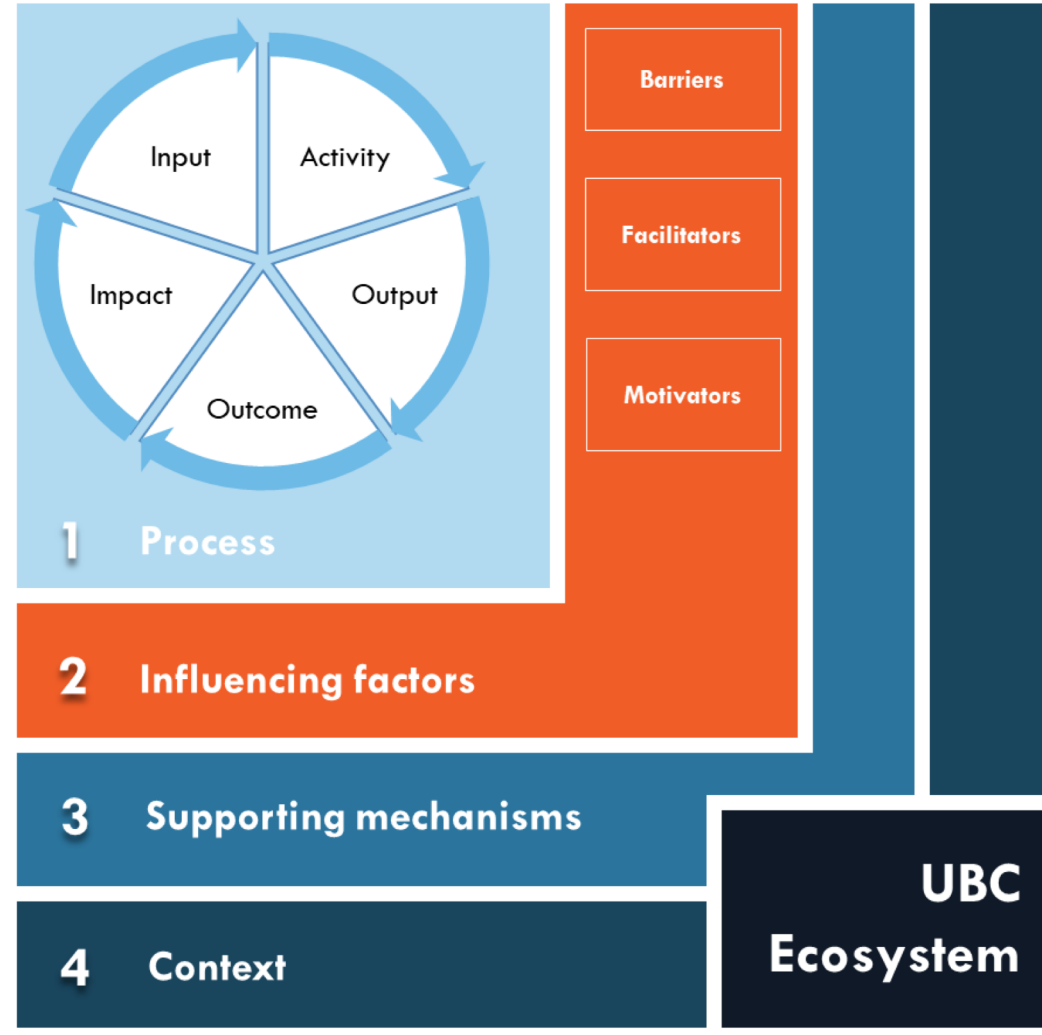 Input
Activity
Impact
Output
Outcome
1 Process
Barriers
Facilitators
Motivators
2 Influencing factors
3 Supporting mechanisms
4 Context
UBC
Ecosystem